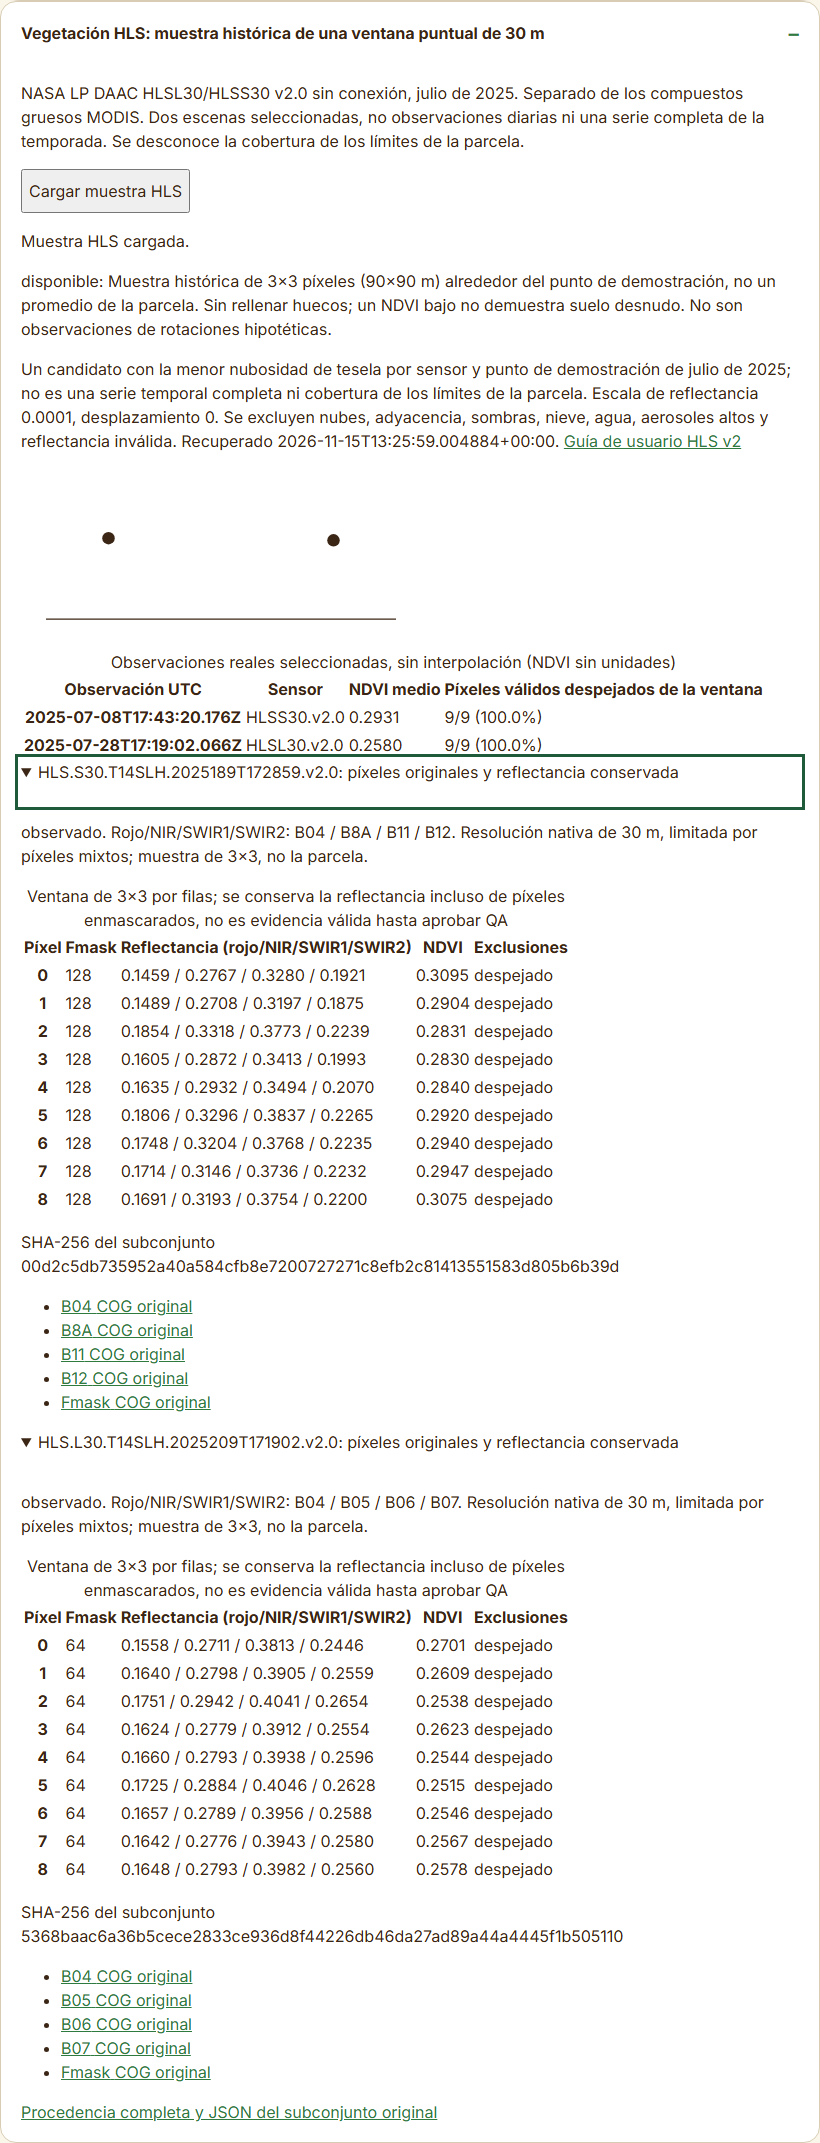 Vegetación HLS: muestra histórica de una ventana puntual de 30 m
−
NASA LP DAAC HLSL30/HLSS30 v2.0 sin conexión, julio de 2025. Separado de los compuestos
gruesos MODIS. Dos escenas seleccionadas, no observaciones diarias ni una serie completa de la
temporada. Se desconoce la cobertura de los límites de la parcela.
Cargar muestra HLS
Muestra HLS cargada.
disponible: Muestra histórica de 3×3 píxeles (90×90 m) alrededor del punto de demostración, no un
promedio de la parcela. Sin rellenar huecos; un NDVI bajo no demuestra suelo desnudo. No son
observaciones de rotaciones hipotéticas.
Un candidato con la menor nubosidad de tesela por sensor y punto de demostración de julio de 2025;
no es una serie temporal completa ni cobertura de los límites de la parcela. Escala de reflectancia
0.0001, desplazamiento 0. Se excluyen nubes, adyacencia, sombras, nieve, agua, aerosoles altos y
reflectancia inválida. Recuperado 2026-11-15T13:25:59.004884+00:00. Guía de usuario HLS v2
Observaciones reales seleccionadas, sin interpolación (NDVI sin unidades)
Observación UTC Sensor NDVI medio Píxeles válidos despejados de la ventana
2025-07-08T17:43:20.176Z HLSS30.v2.0 0.2931 9/9 (100.0%)
2025-07-28T17:19:02.066Z HLSL30.v2.0 0.2580 9/9 (100.0%)
▼ HLS.S30.T14SLH.2025189T172859.v2.0: píxeles originales y reflectancia conservada
observado. Rojo/NIR/SWIR1/SWIR2: B04 / B8A / B11 / B12. Resolución nativa de 30 m, limitada por
píxeles mixtos; muestra de 3×3, no la parcela.
Ventana de 3×3 por filas; se conserva la reflectancia incluso de píxeles
enmascarados, no es evidencia válida hasta aprobar QA
Píxel Fmask Reflectancia (rojo/NIR/SWIR1/SWIR2) NDVI Exclusiones
0 128 0.1459 / 0.2767 / 0.3280 / 0.1921 0.3095 despejado
1 128 0.1489 / 0.2708 / 0.3197 / 0.1875 0.2904 despejado
2 128 0.1854 / 0.3318 / 0.3773 / 0.2239 0.2831 despejado
3 128 0.1605 / 0.2872 / 0.3413 / 0.1993 0.2830 despejado
4 128 0.1635 / 0.2932 / 0.3494 / 0.2070 0.2840 despejado
5 128 0.1806 / 0.3296 / 0.3837 / 0.2265 0.2920 despejado
6 128 0.1748 / 0.3204 / 0.3768 / 0.2235 0.2940 despejado
7 128 0.1714 / 0.3146 / 0.3736 / 0.2232 0.2947 despejado
8 128 0.1691 / 0.3193 / 0.3754 / 0.2200 0.3075 despejado
SHA-256 del subconjunto
00d2c5db735952a40a584cfb8e7200727271c8efb2c81413551583d805b6b39d
• B04 COG original
• B8A COG original
• B11 COG original
• B12 COG original
• Fmask COG original
▼ HLS.L30.T14SLH.2025209T171902.v2.0: píxeles originales y reflectancia conservada
observado. Rojo/NIR/SWIR1/SWIR2: B04 / B05 / B06 / B07. Resolución nativa de 30 m, limitada por
píxeles mixtos; muestra de 3×3, no la parcela.
Ventana de 3×3 por filas; se conserva la reflectancia incluso de píxeles
enmascarados, no es evidencia válida hasta aprobar QA
Píxel Fmask Reflectancia (rojo/NIR/SWIR1/SWIR2) NDVI Exclusiones
0 64 0.1558 / 0.2711 / 0.3813 / 0.2446 0.2701 despejado
1 64 0.1640 / 0.2798 / 0.3905 / 0.2559 0.2609 despejado
2 64 0.1751 / 0.2942 / 0.4041 / 0.2654 0.2538 despejado
3 64 0.1624 / 0.2779 / 0.3912 / 0.2554 0.2623 despejado
4 64 0.1660 / 0.2793 / 0.3938 / 0.2596 0.2544 despejado
5 64 0.1725 / 0.2884 / 0.4046 / 0.2628 0.2515 despejado
6 64 0.1657 / 0.2789 / 0.3956 / 0.2588 0.2546 despejado
7 64 0.1642 / 0.2776 / 0.3943 / 0.2580 0.2567 despejado
8 64 0.1648 / 0.2793 / 0.3982 / 0.2560 0.2578 despejado
SHA-256 del subconjunto
5368baac6a36b5cece2833ce936d8f44226db46da27ad89a44a4445f1b505110
• B04 COG original
• B05 COG original
• B06 COG original
• B07 COG original
• Fmask COG original
Procedencia completa y JSON del subconjunto original